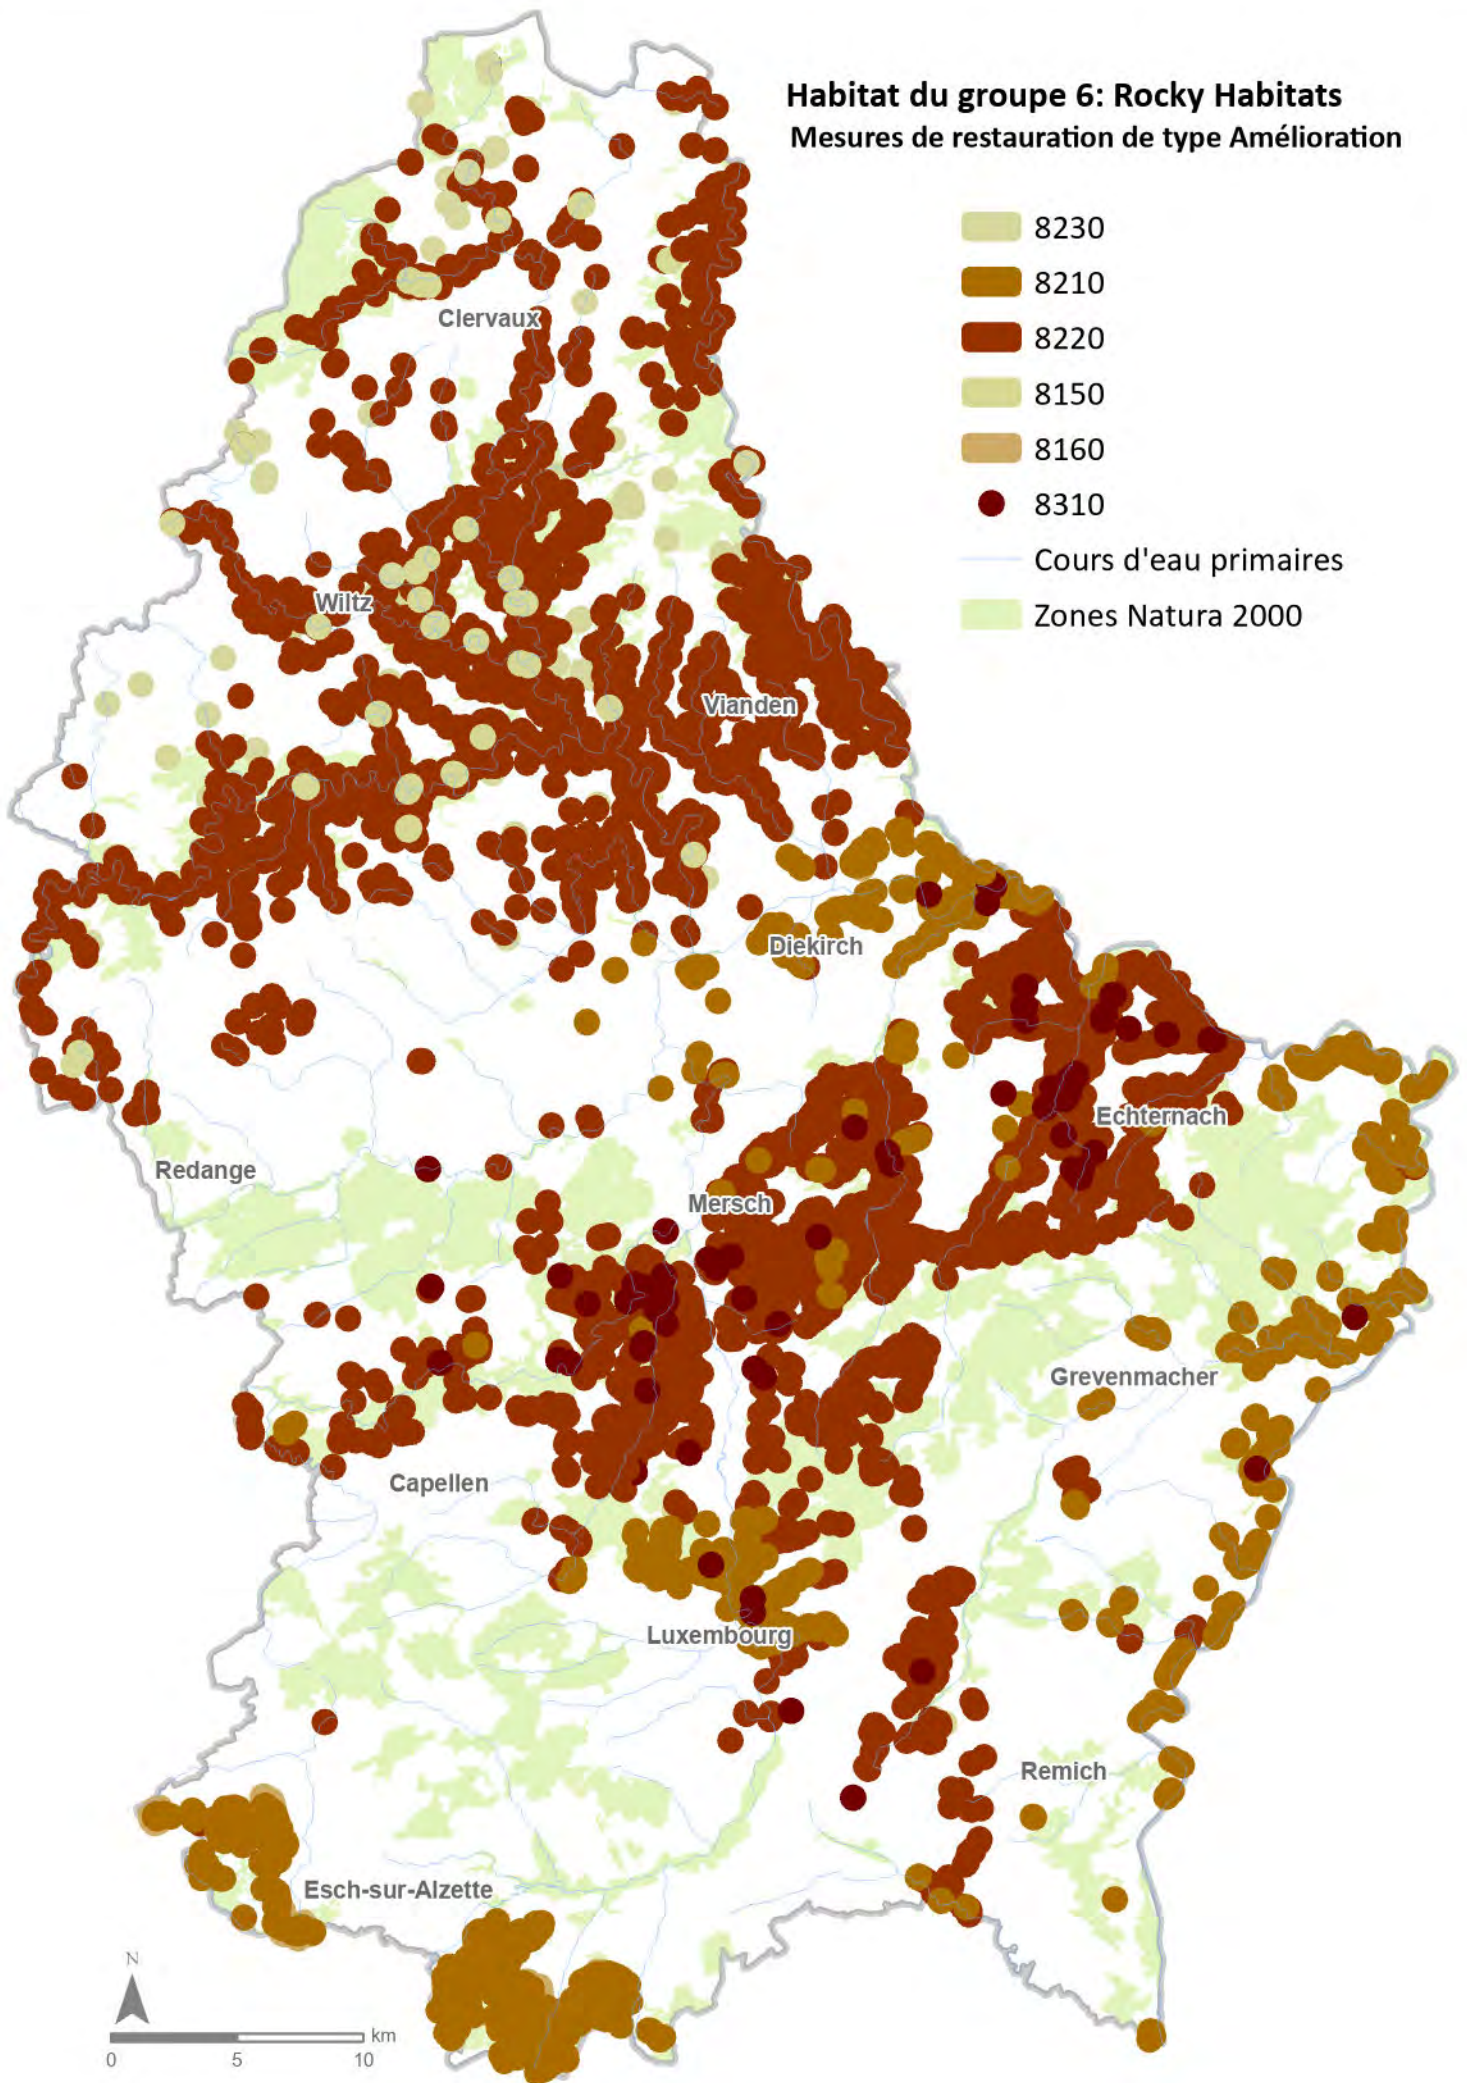 Habitat du groupe 6: Rocky Habitats
Mesures de restauration de type Amélioration
8230
8210
8220
8150
8160
8310
Cours d'eau primaires
Zones Natura 2000
Clervaux
Wiltz
Vianden
Diekirch
Echternach
Redange
Mersch
Grevenmacher
Capellen
Luxembourg
Remich
Esch-sur-Alzette
N
km
0 5 10